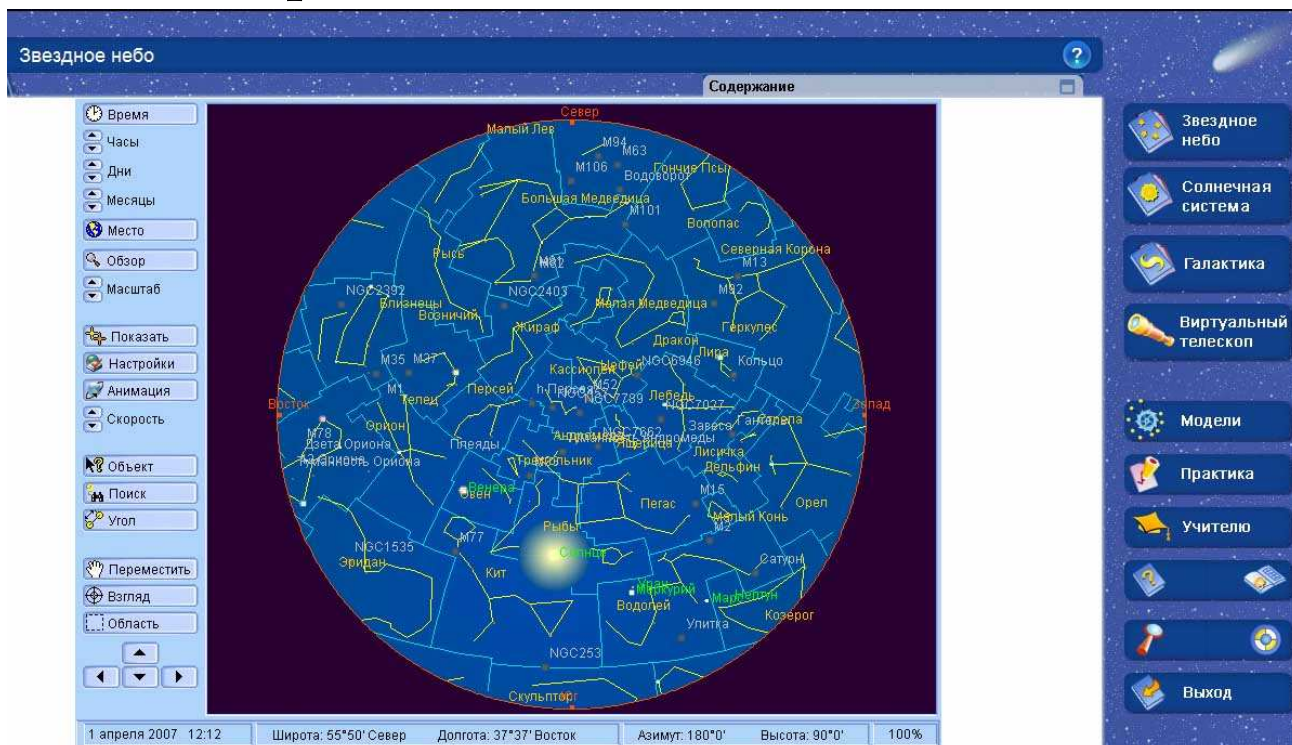 Звездное небо
?
Содержание
Время
Часы
Дни
Месяцы
Место
Обзор
Масштаб
Показать
Настройки
Анимация
Скорость
Объект
Поиск
Угол
Переместить
Взгляд
Область
Север
Малый Лев
M94
M63
M106
Гончие Псы
Водоворот
Большая Медведица
M101
Волопас
Рысь
Северная Корона
M13
NGC2392
NGC2403
M92
Близнецы
Малая Медведица
Возничий
Жираф
Геркулес
Дракон
Лира
M35
M37
Кассиопея
Цефей
NGC6946
Кольцо
M1
Персей
M52
Телец
NGC7789
Лебедь
NGC7027
Восток
Запад
Орион
Завеса
Гантель
Стрела
M78
Дзета Ориона
Плеяды
NGC7662
Ящерица
Лисичка
Туманность Ориона
Треугольник
Дельфин
Венера
Овен
Пегас
M15
Орел
Малый Конь
Рыбы
M2
M77
NGC1535
Солнце
Эридан
Кит
Сатурн
Уран
Меркурий
Марс
Нептун
Водолей
Козерог
Улитка
NGC253
Скульптор
Юг
1 апреля 2007 12:12
Широта: 55°50' Север
Долгота: 37°37' Восток
Азимут: 180°0'
Высота: 90°0'
100%
Звездное
небо
Солнечная
система
Галактика
Виртуальный
телескоп
Модели
Практика
Учителю
Выход